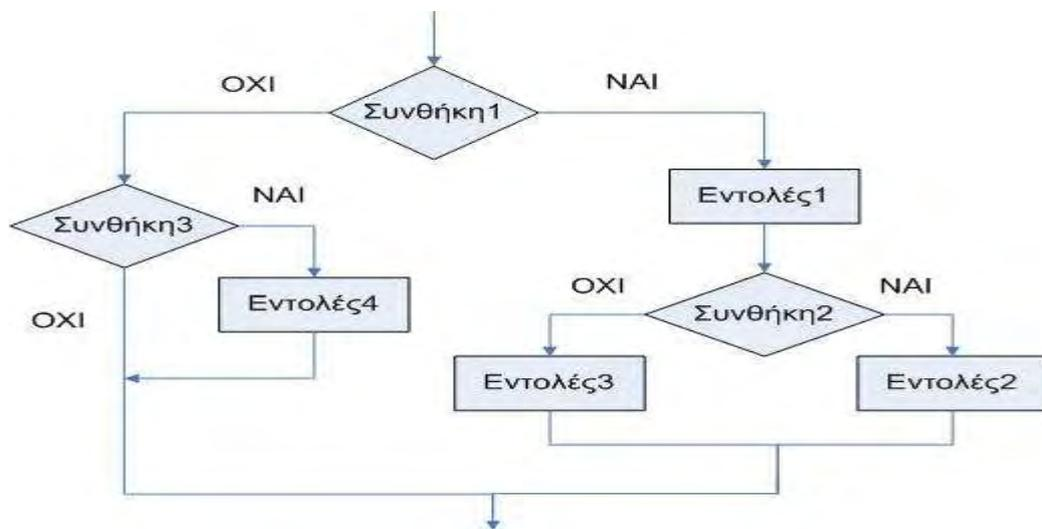 ΟΧΙ
ΝΑΙ
Συνθήκη1
Συνθήκη3
ΝΑΙ
Εντολές1
ΟΧΙ
Εντολές4
ΟΧΙ
Συνθήκη2
ΝΑΙ
Εντολές3
Εντολές2